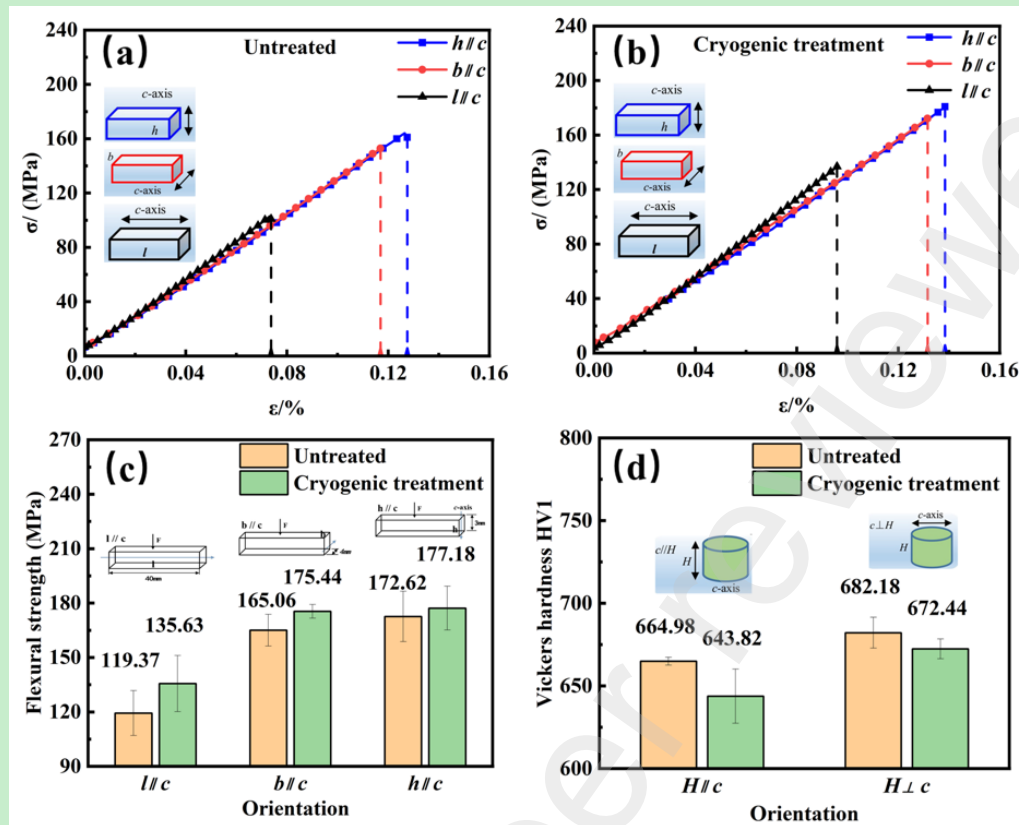 (a)
Untreated
h // c
b // c
l // c
c-axis
h
b
c-axis
c-axis
l
σ/ (MPa)
240
200
160
120
80
40
0
0.00
0.04
0.08
0.12
0.16
ε/%
(b)
Cryogenic treatment
h // c
b // c
l // c
c-axis
h
b
c-axis
c-axis
l
σ/ (MPa)
240
200
160
120
80
40
0
0.00
0.04
0.08
0.12
0.16
ε/%
(c)
Untreated
Cryogenic treatment
l // c
F
l
40mm
b // c
F
b
4mm
h // c
F
c-axis
3mm
h
119.37
135.63
165.06
175.44
172.62
177.18
Flexural strength (MPa)
270
240
210
180
150
120
90
l // c
b // c
h // c
Orientation
(d)
Untreated
Cryogenic treatment
c//H
H
c-axis
c⊥H
c-axis
H
664.98
643.82
682.18
672.44
Vickers hardness HV1
800
750
700
650
600
H // c
H⊥ c
Orientation
er review